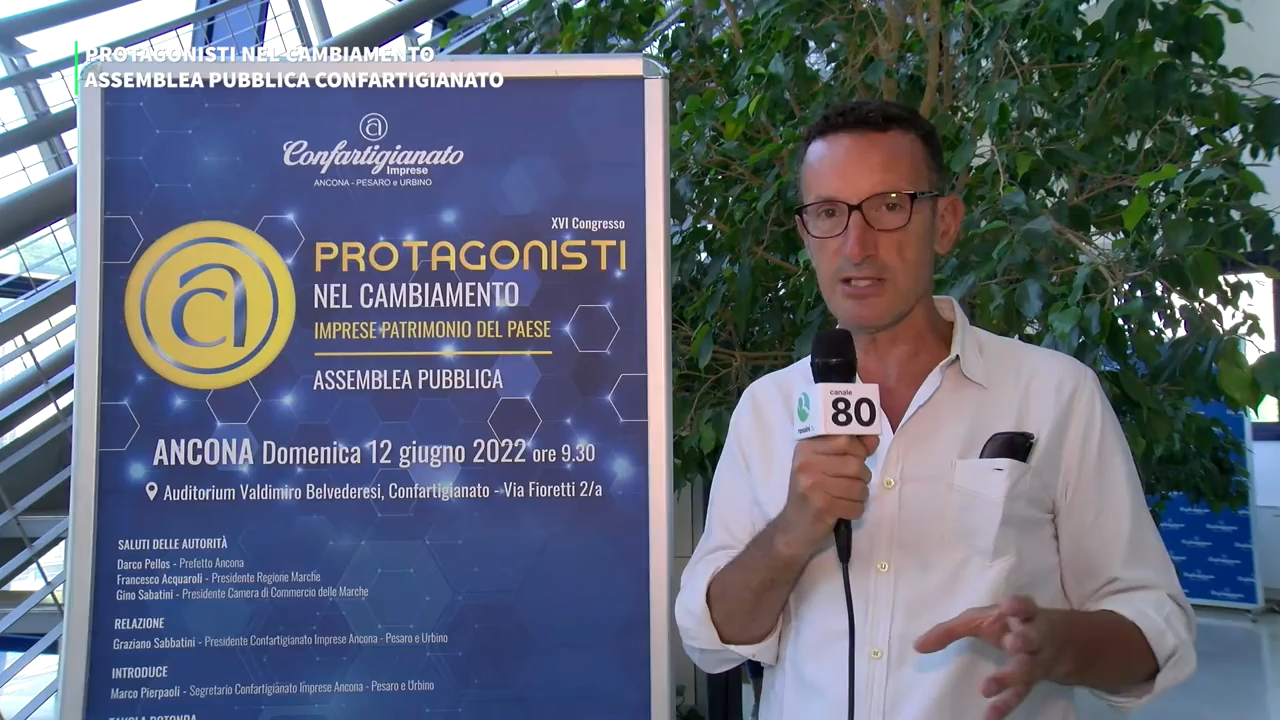 PROTAGONISTI NEL CAMBIAMENTO
ASSEMBLEA PUBBLICA CONFARTIGIANATO
Confartigianato
Imprese
ANCONA - PESARO e URBINO
XVI Congresso
PROTAGONISTI
NEL CAMBIAMENTO
IMPRESE PATRIMONIO DEL PAESE
ASSEMBLEA PUBBLICA
ANCONA Domenica 12 giugno 2022 ore 9.30
Auditorium Valdimiro Belvederesi, Confartigianato - Via Fioretti 2/a
SALUTI DELLE AUTORITÀ
Darco Pellos - Prefetto Ancona
Francesco Acquaroli - Presidente Regione Marche
Gino Sabatini - Presidente Camera di Commercio delle Marche
RELAZIONE
Graziano Sabbatini - Presidente Confartigianato Imprese Ancona - Pesaro e Urbino
INTRODUCE
Marco Pierpaoli - Segretario Confartigianato Imprese Ancona - Pesaro e Urbino
TAVOLA ROTONDA
canale
80